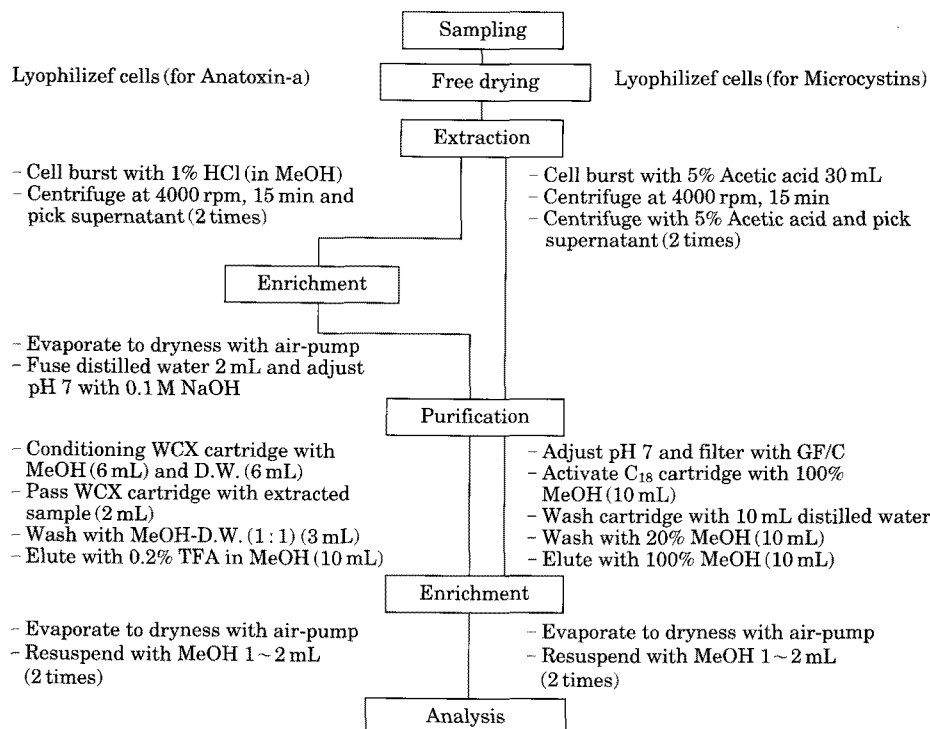 Sampling
Lyophilizef cells (for Anatoxin-a)
Free drying
Lyophilizef cells (for Microcystins)
Extraction
- Cell burst with 1% HCl (in MeOH)
- Centrifuge at 4000 rpm, 15 min and
pick supernatant (2 times)
- Cell burst with 5% Acetic acid 30 mL
- Centrifuge at 4000 rpm, 15 min
- Centrifuge with 5% Acetic acid and pick
supernatant (2 times)
Enrichment
- Evaporate to dryness with air-pump
- Fuse distilled water 2 mL and adjust
pH 7 with 0.1 M NaOH
Purification
- Conditioning WCX cartridge with
MeOH (6 mL) and D.W. (6 mL)
- Pass WCX cartridge with extracted
sample (2 mL)
- Wash with MeOH-D.W. (1 : 1) (3 mL)
- Elute with 0.2% TFA in MeOH (10 mL)
- Adjust pH 7 and filter with GF/C
- Activate C₁₈ cartridge with 100%
MeOH (10 mL)
- Wash cartridge with 10 mL distilled water
- Wash with 20% MeOH (10 mL)
- Elute with 100% MeOH (10 mL)
Enrichment
- Evaporate to dryness with air-pump
- Resuspend with MeOH 1~2 mL
(2 times)
- Evaporate to dryness with air-pump
- Resuspend with MeOH 1~2 mL
(2 times)
Analysis